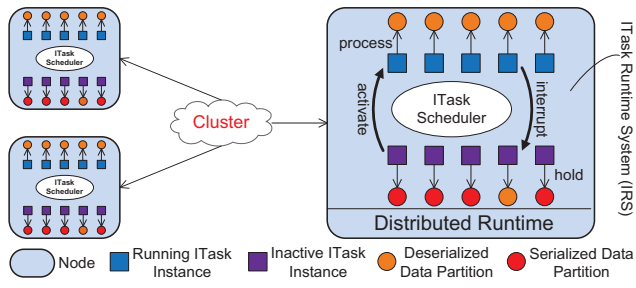 ITask
Scheduler
ITask
Scheduler
Cluster
process
activate
ITask
Scheduler
interrupt
hold
Distributed Runtime
ITask Runtime System (IRS)
Node
Running ITask
Instance
Inactive ITask
Instance
Deserialized
Data Partition
Serialized Data
Partition